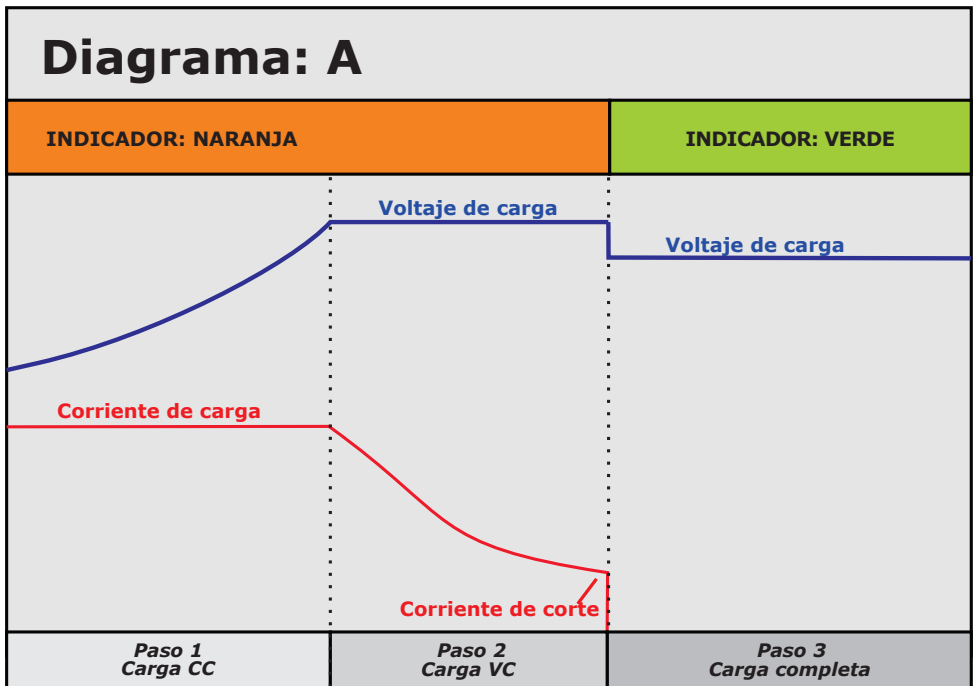 Diagrama: A
INDICADOR: NARANJA
INDICADOR: VERDE
Voltaje de carga
Voltaje de carga
Corriente de carga
Corriente de corte
Paso 1
Carga CC
Paso 2
Carga VC
Paso 3
Carga completa